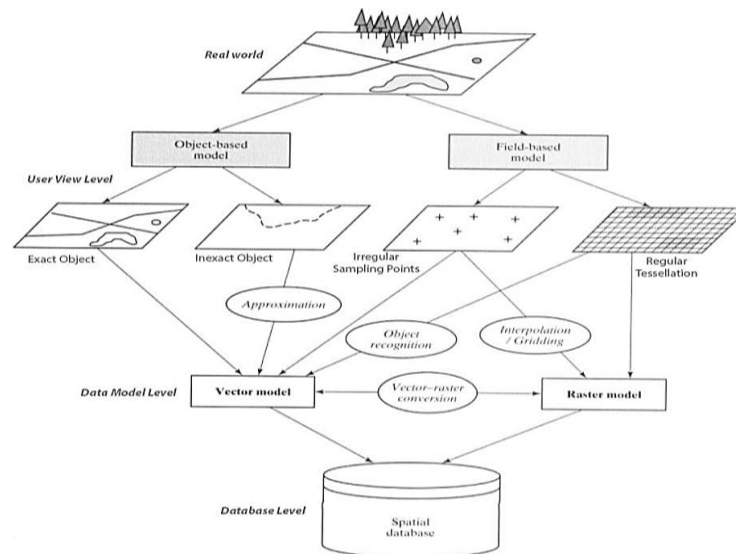 Real world
Object-based
model
Field-based
model
User View Level
Exact Object
Inexact Object
Irregular
Sampling Points
Regular
Tessellation
Approximation
Object
recognition
Interpolation
/ Gridding
Data Model Level
Vector model
Vector–raster
conversion
Raster model
Database Level
Spatial
database